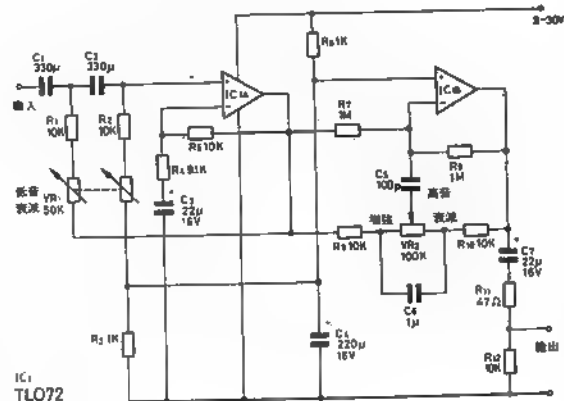 8-30V
C1
330μ
C2
330μ
R6 1K
输入
R1
10K
R2
10K
+
IC1A
−
R5 10K
R4 91K
C3
22μ
16V
低音
衰减
VR1
50K
R7
1M
+
IC1B
−
R8
1M
C5
100p
高音
增强
衰减
R9 10K
VR2
100K
R10 10K
C6
1μ
C7
22μ
16V
R11
47Ω
输出
R12
10K
R3 1K
C4
220μ
16V
IC1
TL072